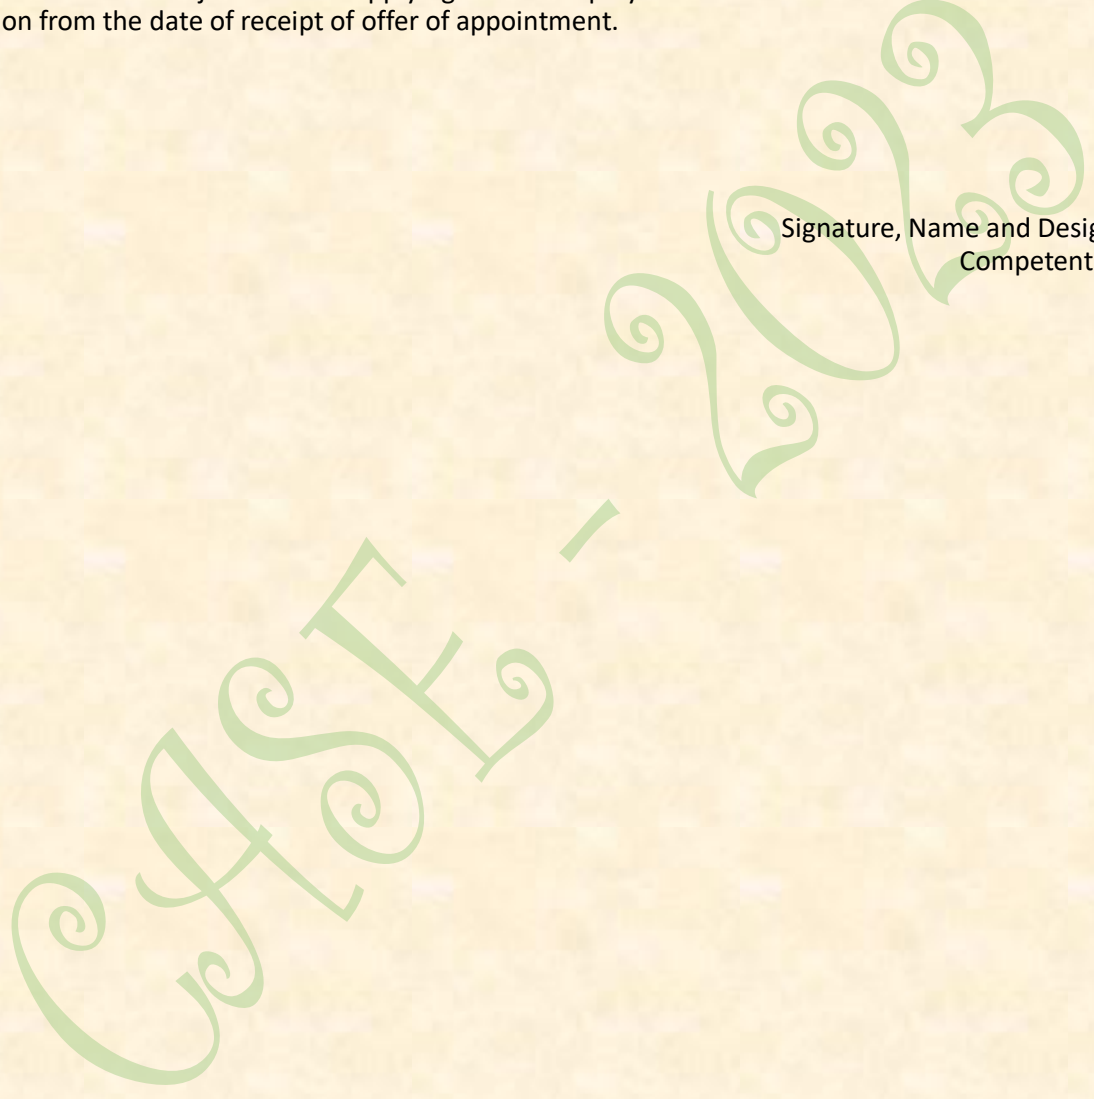 on from the date of receipt of offer of appointment.
Signature, Name and Desig
Competent
CASE - 2023